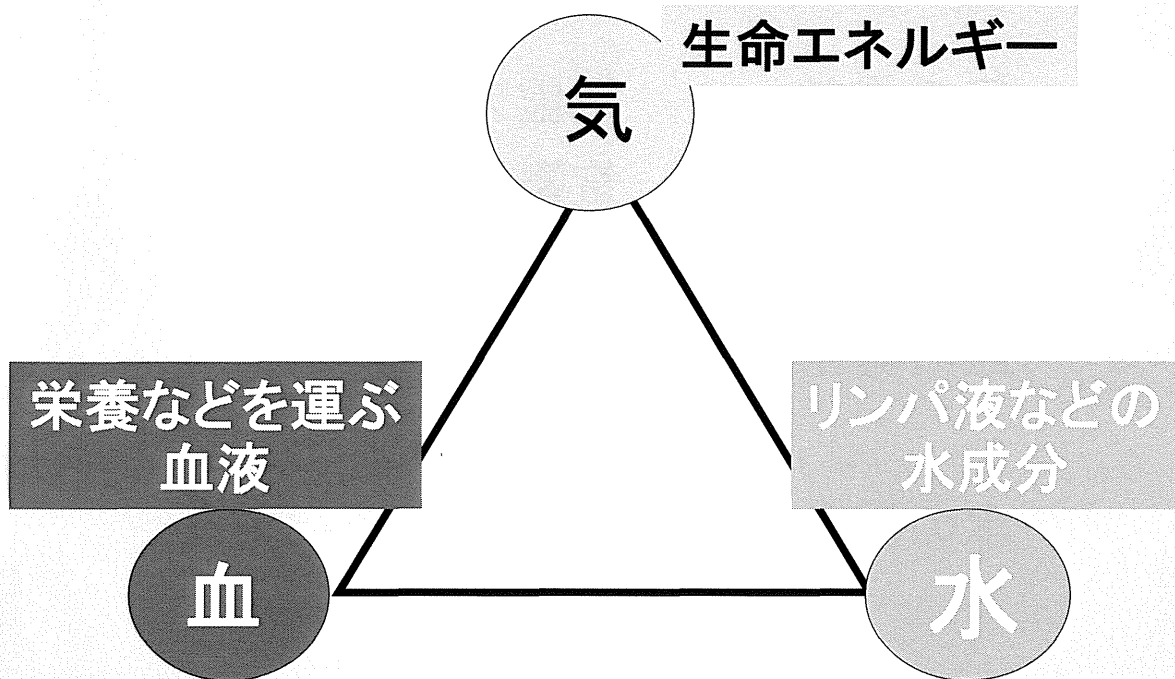 生命エネルギー
気
栄養などを運ぶ
血液
血
リンパ液などの
水成分
水